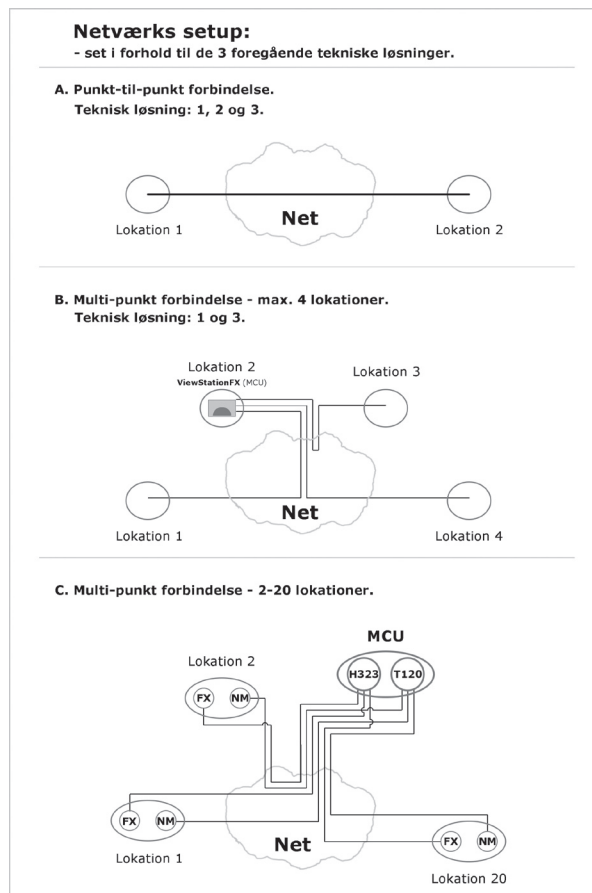 Netværks setup:
- set i forhold til de 3 foregående tekniske løsninger.
A. Punkt-til-punkt forbindelse.
Teknisk løsning: 1, 2 og 3.
Net
Lokation 1
Lokation 2
B. Multi-punkt forbindelse - max. 4 lokationer.
Teknisk løsning: 1 og 3.
Lokation 2
ViewStationFX (MCU)
Lokation 3
Net
Lokation 1
Lokation 4
C. Multi-punkt forbindelse - 2-20 lokationer.
MCU
Lokation 2
H323 T120
FX NM
FX NM
Net
FX NM
Lokation 1
Lokation 20